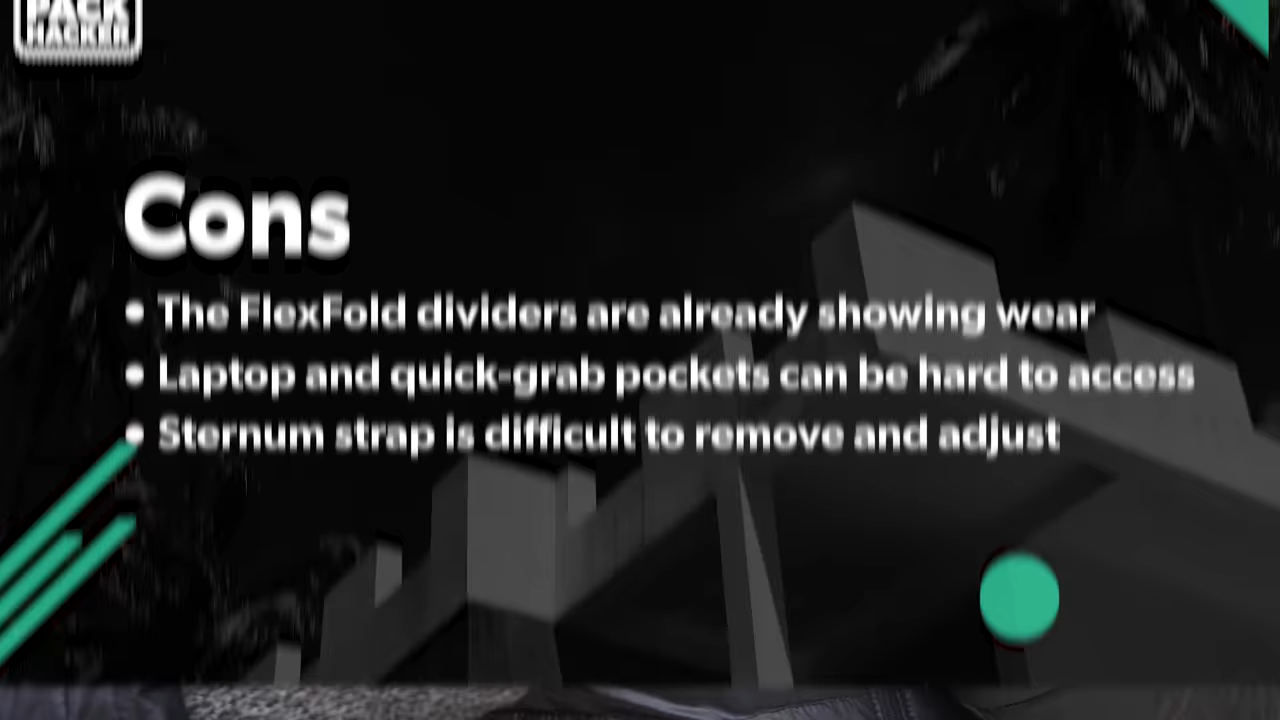 PACK
HACKER
Cons
• The FlexFold dividers are already showing wear
• Laptop and quick-grab pockets can be hard to access
• Sternum strap is difficult to remove and adjust